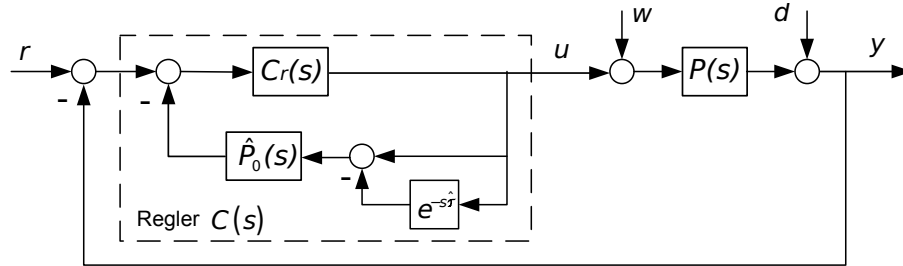 r
w
d
u
y
Cᵣ(s)
P(s)
-
-
P̂₀(s)
-
e^{-sτ̂}
Regler C(s)